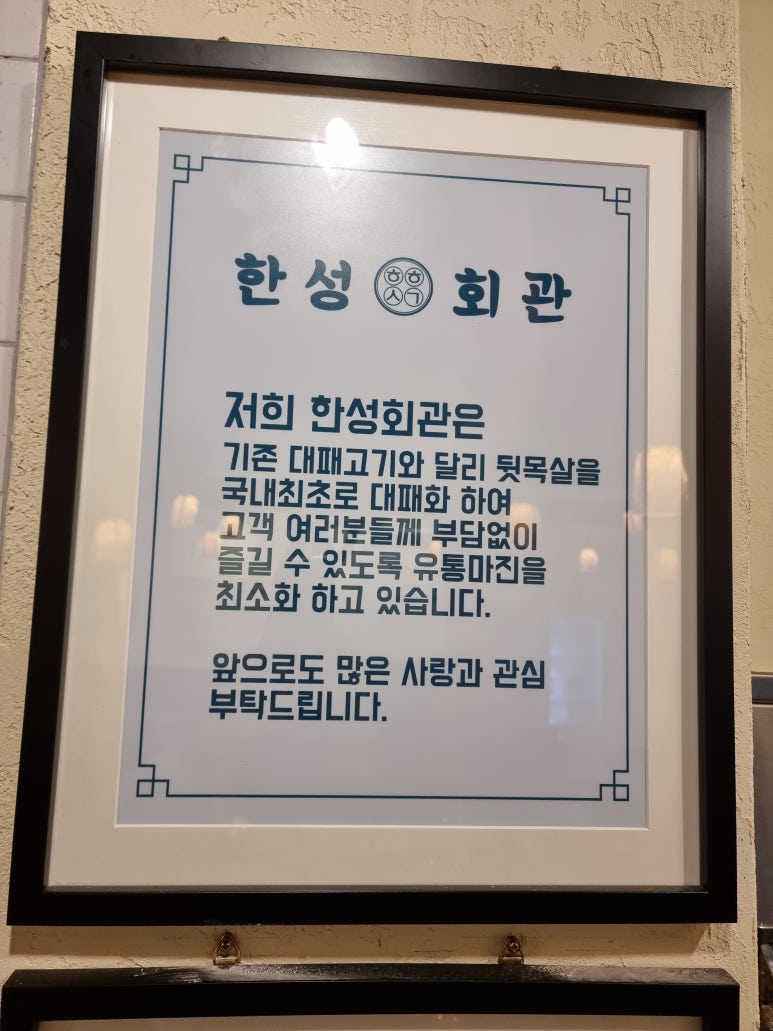 한성 ㅎㅎㅅㄱ 회관
저희 한성회관은
기존 대패고기와 달리 뒷목살을
국내최초로 대패화 하여
고객 여러분들께 부담없이
즐길 수 있도록 유통마진을
최소화 하고 있습니다.
앞으로도 많은 사랑과 관심
부탁드립니다.